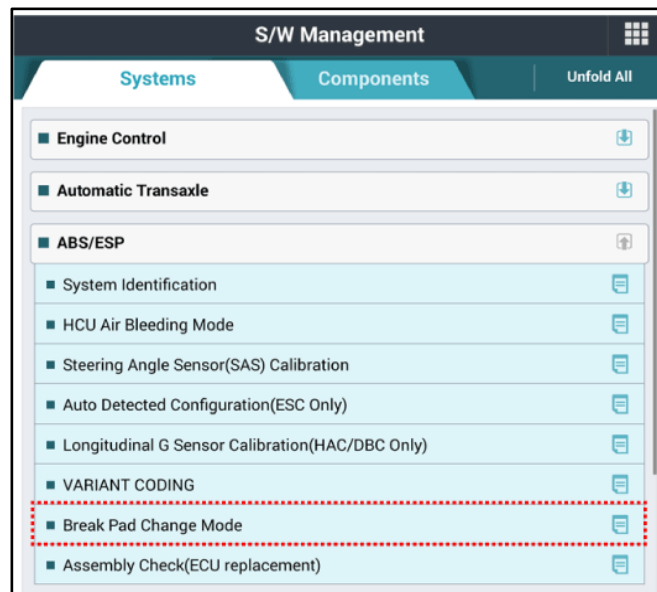 S/W Management
Systems
Components
Unfold All
Engine Control
Automatic Transaxle
ABS/ESP
System Identification
HCU Air Bleeding Mode
Steering Angle Sensor(SAS) Calibration
Auto Detected Configuration(ESC Only)
Longitudinal G Sensor Calibration(HAC/DBC Only)
VARIANT CODING
Break Pad Change Mode
Assembly Check(ECU replacement)